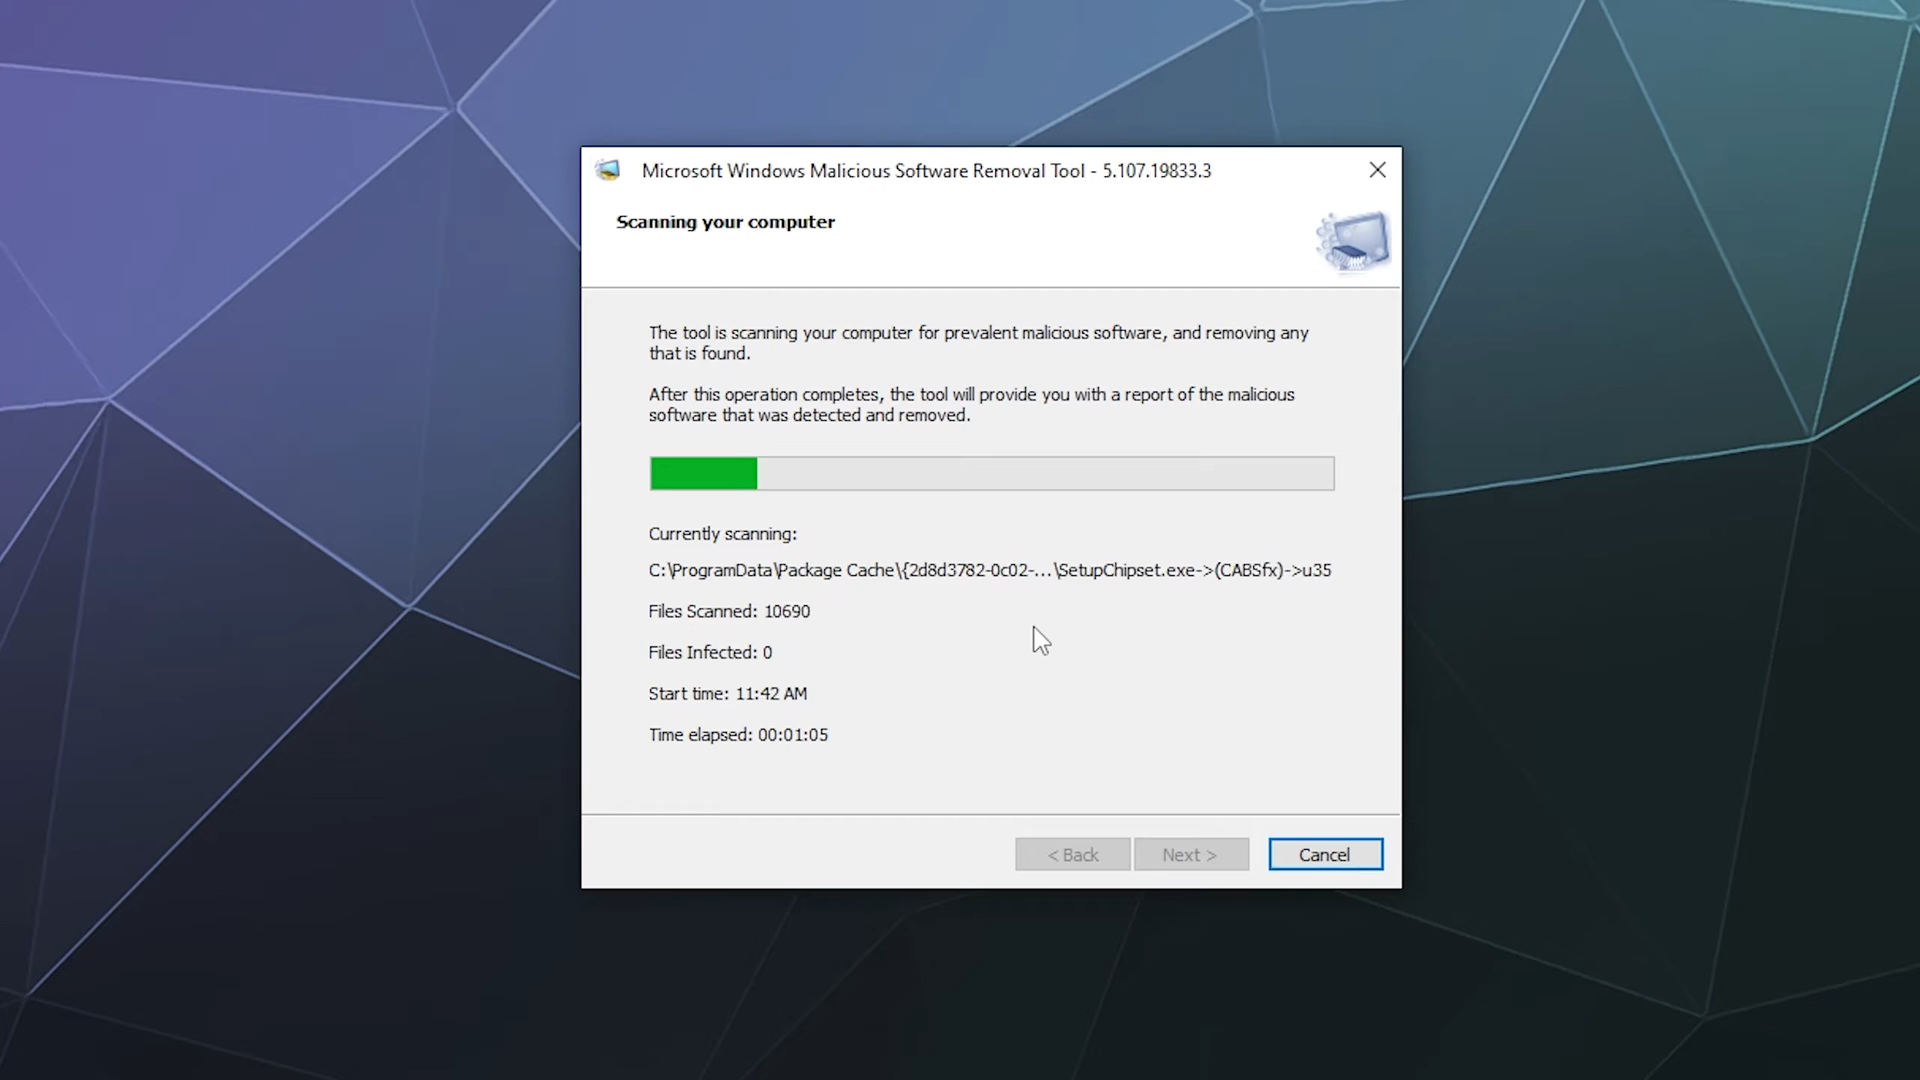 Microsoft Windows Malicious Software Removal Tool - 5.107.19833.3
Scanning your computer
The tool is scanning your computer for prevalent malicious software, and removing any
that is found.
After this operation completes, the tool will provide you with a report of the malicious
software that was detected and removed.
Currently scanning:
C:\ProgramData\Package Cache\{2d8d3782-0c02-...\SetupChipset.exe->(CABSfx)->u35
Files Scanned: 10690
Files Infected: 0
Start time: 11:42 AM
Time elapsed: 00:01:05
< Back Next > Cancel